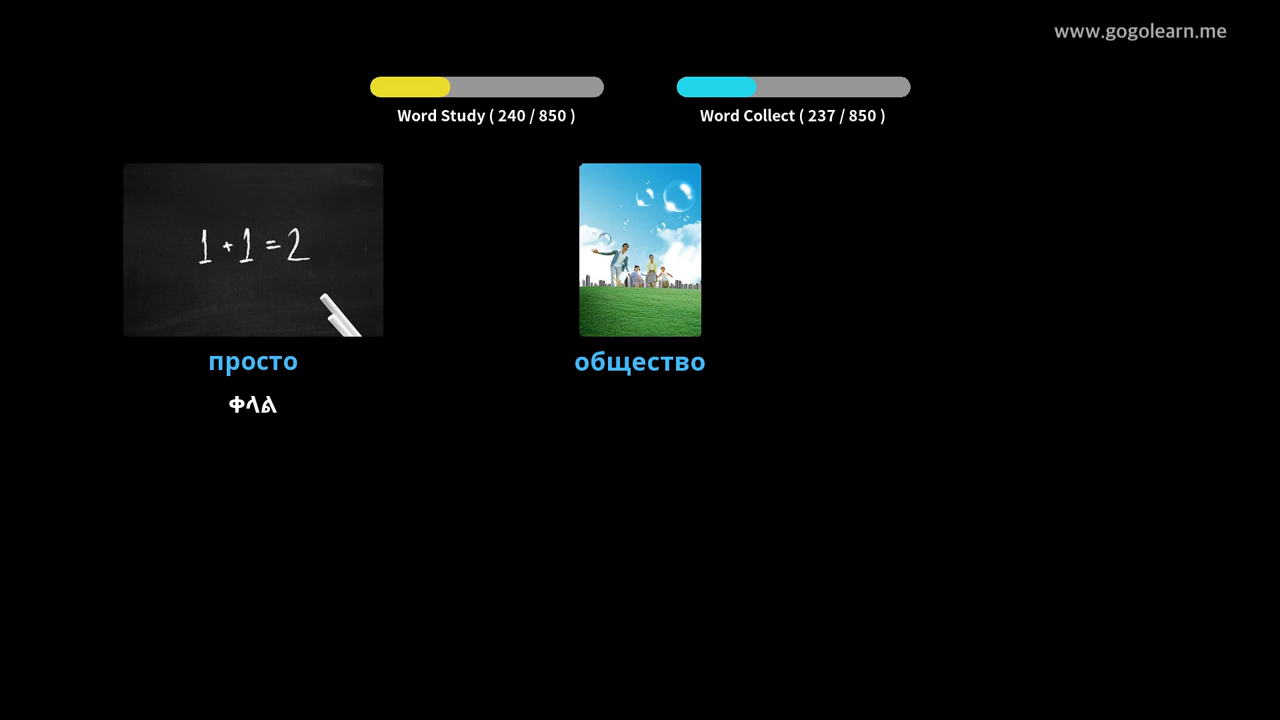 www.gogolearn.me
Word Study ( 240 / 850 )
Word Collect ( 237 / 850 )
1 + 1 = 2
просто
общество
ቀላል